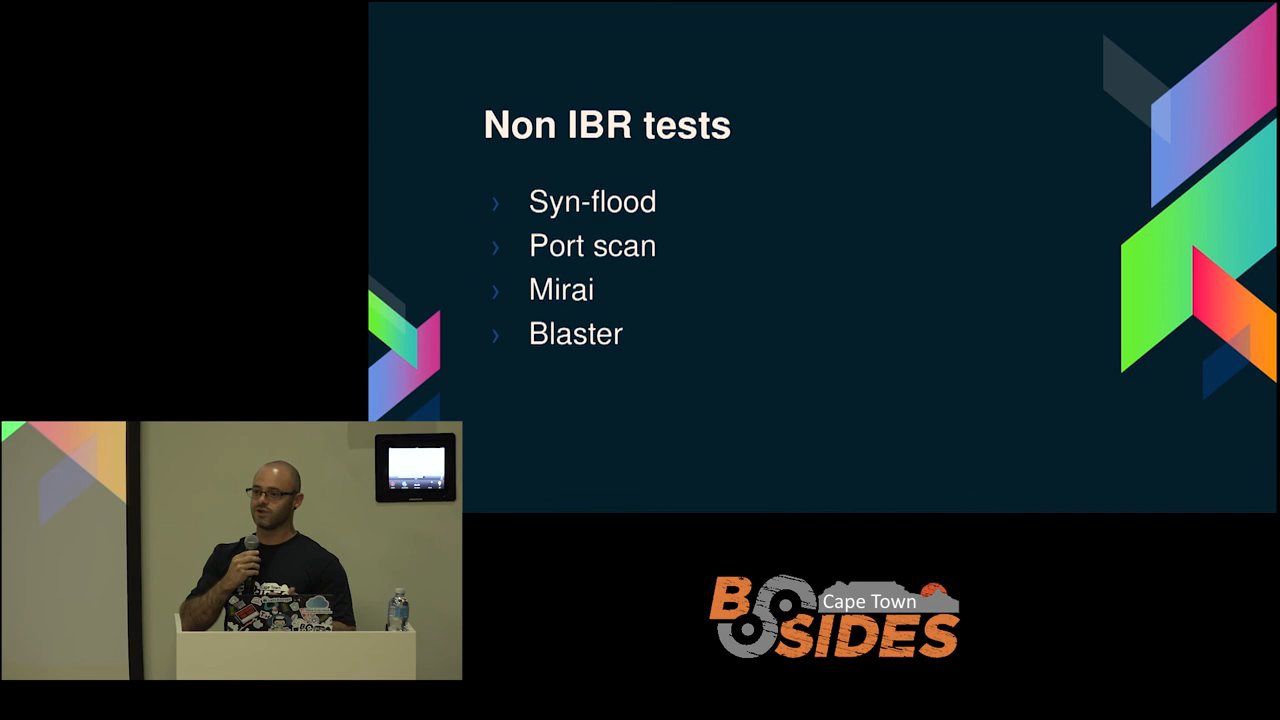 Non IBR tests
› Syn-flood
› Port scan
› Mirai
› Blaster
BSIDES
Cape Town